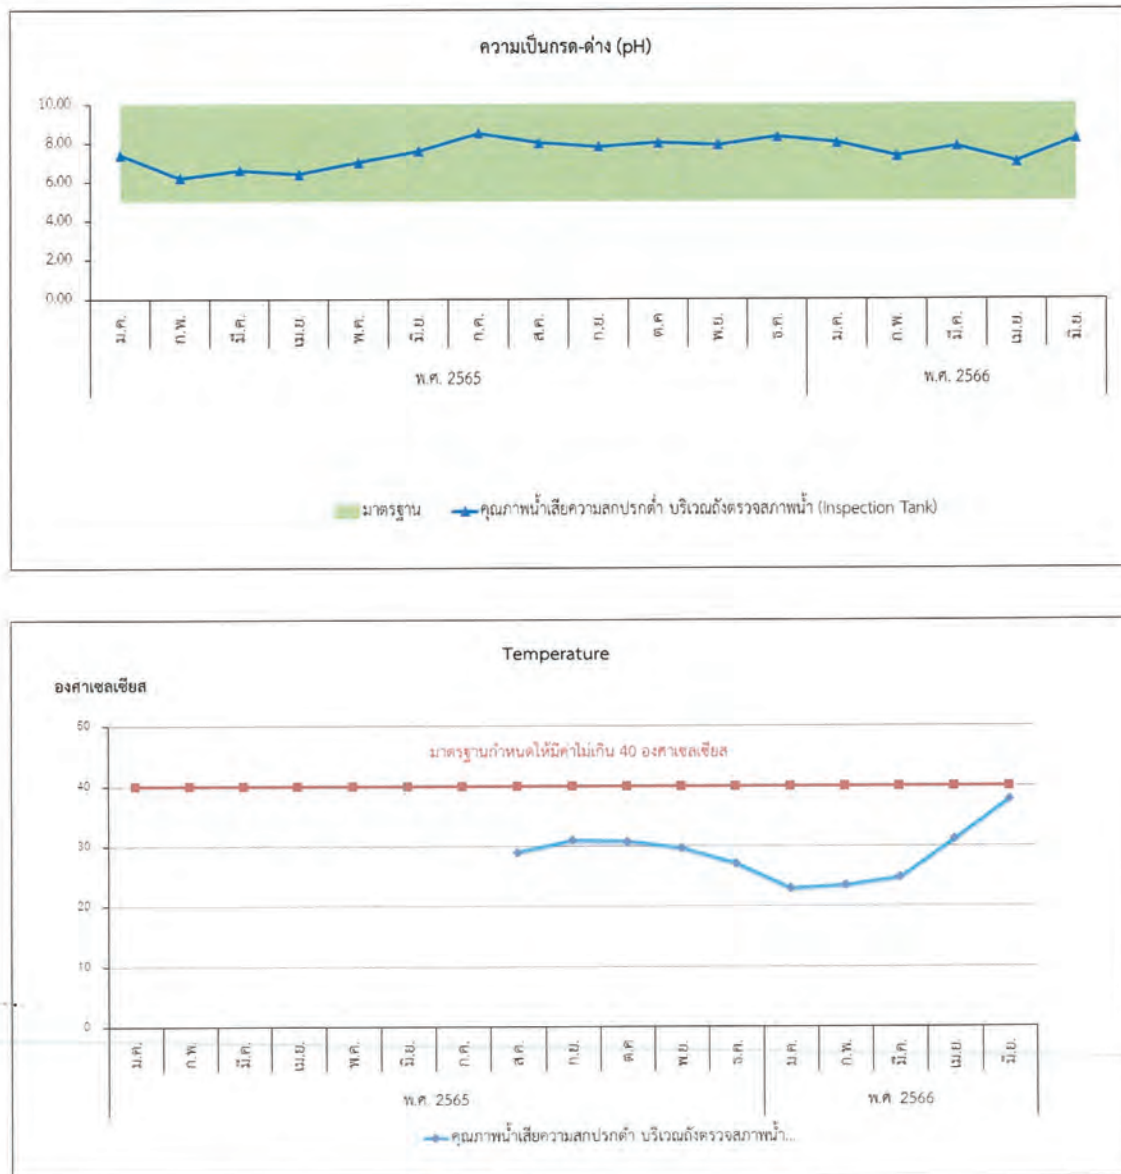 ความเป็นกรด-ด่าง (pH)
10.00
8.00
6.00
4.00
2.00
0.00
ม.ค. ก.พ. มี.ค. เม.ย. พ.ค. มิ.ย. ก.ค. ส.ค. ก.ย. ต.ค พ.ย. ธ.ค. ม.ค. ก.พ. มี.ค. เม.ย. มิ.ย.
พ.ศ. 2565 พ.ศ. 2566
มาตรฐาน คุณภาพน้ำเสียความสกปรกต่ำ บริเวณถังตรวจสภาพน้ำ (Inspection Tank)
Temperature
องศาเซลเซียส
มาตรฐานกำหนดให้มีค่าไม่เกิน 40 องศาเซลเซียส
50
40
30
20
10
0
ม.ค. ก.พ. มี.ค. เม.ย. พ.ค. มิ.ย. ก.ค. ส.ค. ก.ย. ต.ค พ.ย. ธ.ค. ม.ค. ก.พ. มี.ค. เม.ย. มิ.ย.
พ.ศ. 2565 พ.ศ. 2566
คุณภาพน้ำเสียความสกปรกต่ำ บริเวณถังตรวจสภาพน้ำ...